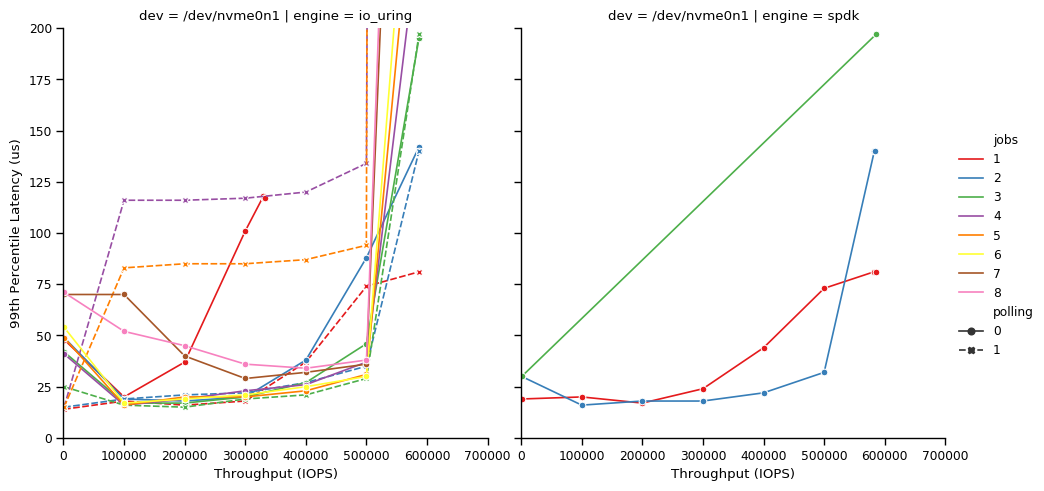 dev = /dev/nvme0n1 | engine = io_uring
dev = /dev/nvme0n1 | engine = spdk
99th Percentile Latency (us)
200
175
150
125
100
75
50
25
0
0 100000 200000 300000 400000 500000 600000 700000
0 100000 200000 300000 400000 500000 600000 700000
Throughput (IOPS)
Throughput (IOPS)
jobs
1
2
3
4
5
6
7
8
polling
0
1